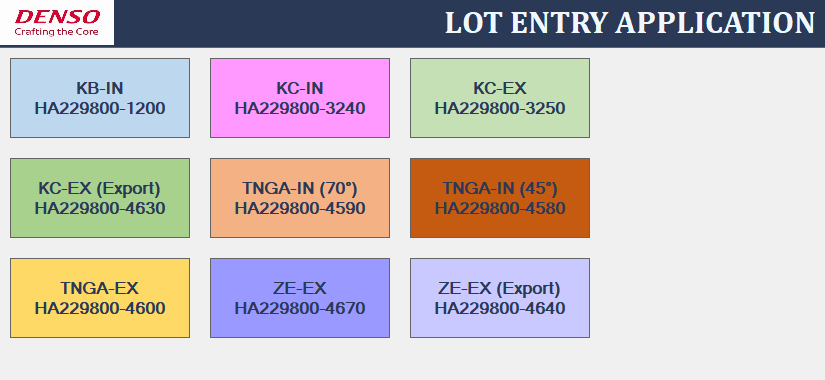 DENSO
Crafting the Core
LOT ENTRY APPLICATION
KB-IN
HA229800-1200
KC-IN
HA229800-3240
KC-EX
HA229800-3250
KC-EX (Export)
HA229800-4630
TNGA-IN (70°)
HA229800-4590
TNGA-IN (45°)
HA229800-4580
TNGA-EX
HA229800-4600
ZE-EX
HA229800-4670
ZE-EX (Export)
HA229800-4640